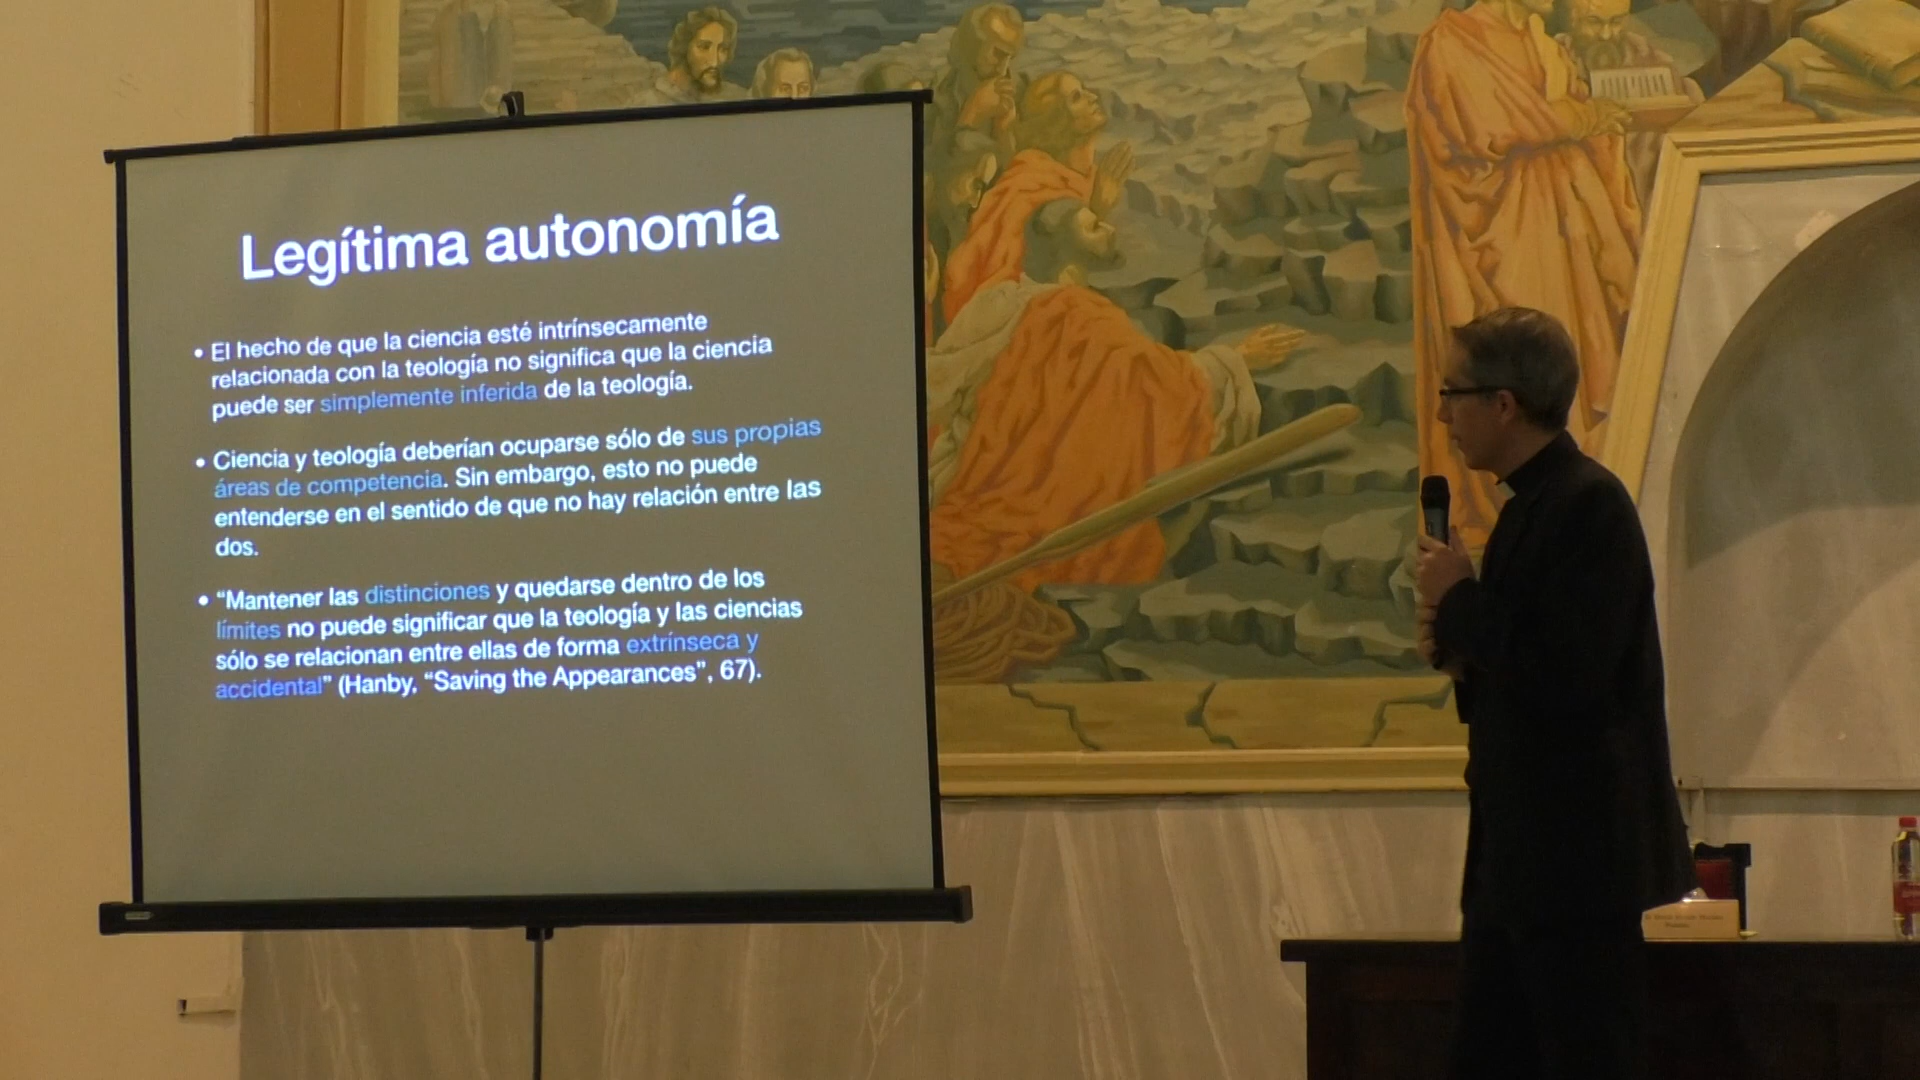 Legítima autonomía
• El hecho de que la ciencia esté intrínsecamente
relacionada con la teología no significa que la ciencia
puede ser simplemente inferida de la teología.
• Ciencia y teología deberían ocuparse sólo de sus propias
áreas de competencia. Sin embargo, esto no puede
entenderse en el sentido de que no hay relación entre las
dos.
• “Mantener las distinciones y quedarse dentro de los
límites no puede significar que la teología y las ciencias
sólo se relacionan entre ellas de forma extrínseca y
accidental” (Hanby, “Saving the Appearances”, 67).